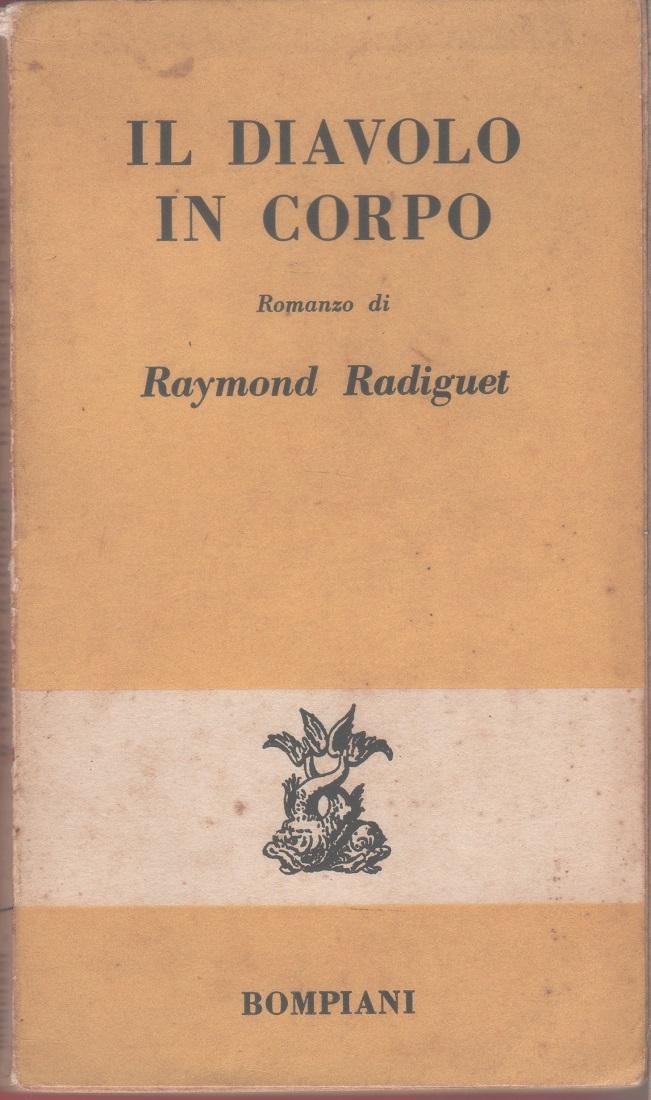 IL DIAVOLO
IN CORPO
Romanzo di
Raymond Radiguet
BOMPIANI